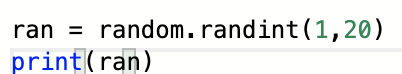 ran = random.randint(1,20)
print(ran)